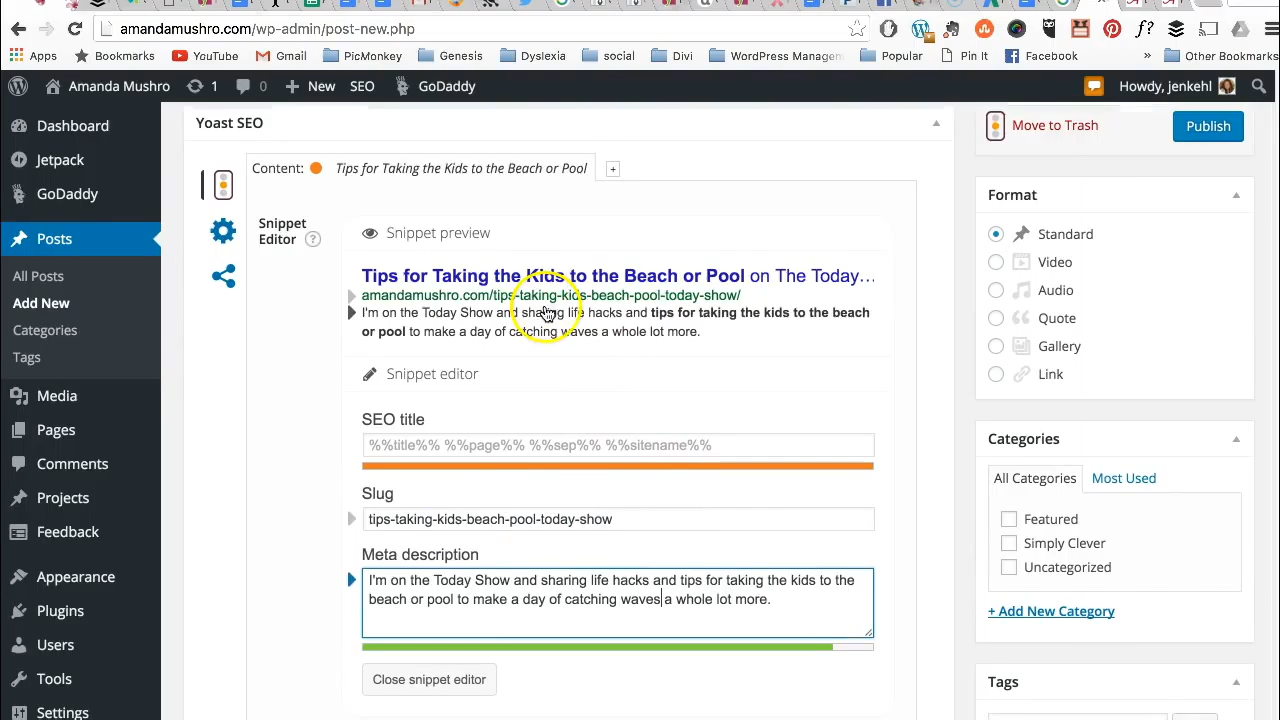 amandamushro.com/wp-admin/post-new.php
Apps Bookmarks YouTube Gmail PicMonkey Genesis Dyslexia social Divi WordPress Managem Popular Pin It Facebook » Other Bookmarks
Amanda Mushro 1 0 New SEO GoDaddy Howdy, jenkehl
Dashboard
Jetpack
GoDaddy
Posts
All Posts
Add New
Categories
Tags
Media
Pages
Comments
Projects
Feedback
Appearance
Plugins
Users
Tools
Settings
Yoast SEO
Content: Tips for Taking the Kids to the Beach or Pool +
Snippet
Editor ?
Snippet preview
Tips for Taking the Kids to the Beach or Pool on The Today...
amandamushro.com/tips-taking-kids-beach-pool-today-show/
I'm on the Today Show and sharing life hacks and tips for taking the kids to the beach
or pool to make a day of catching waves a whole lot more.
Snippet editor
SEO title
%%title%% %%page%% %%sep%% %%sitename%%
Slug
tips-taking-kids-beach-pool-today-show
Meta description
I'm on the Today Show and sharing life hacks and tips for taking the kids to the
beach or pool to make a day of catching waves a whole lot more.
Close snippet editor
Move to Trash
Publish
Format
Standard
Video
Audio
Quote
Gallery
Link
Categories
All Categories Most Used
Featured
Simply Clever
Uncategorized
+ Add New Category
Tags